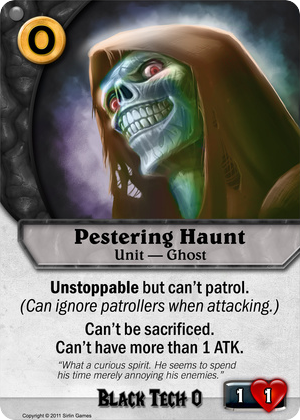 0
Pestering Haunt
Unit — Ghost
Unstoppable but can't patrol.
(Can ignore patrollers when attacking.)
Can't be sacrificed.
Can't have more than 1 ATK.
"What a curious spirit. He seems to spend
his time merely annoying his enemies."
Black Tech 0
1 1
©Copyright 2011 Sirlin Games